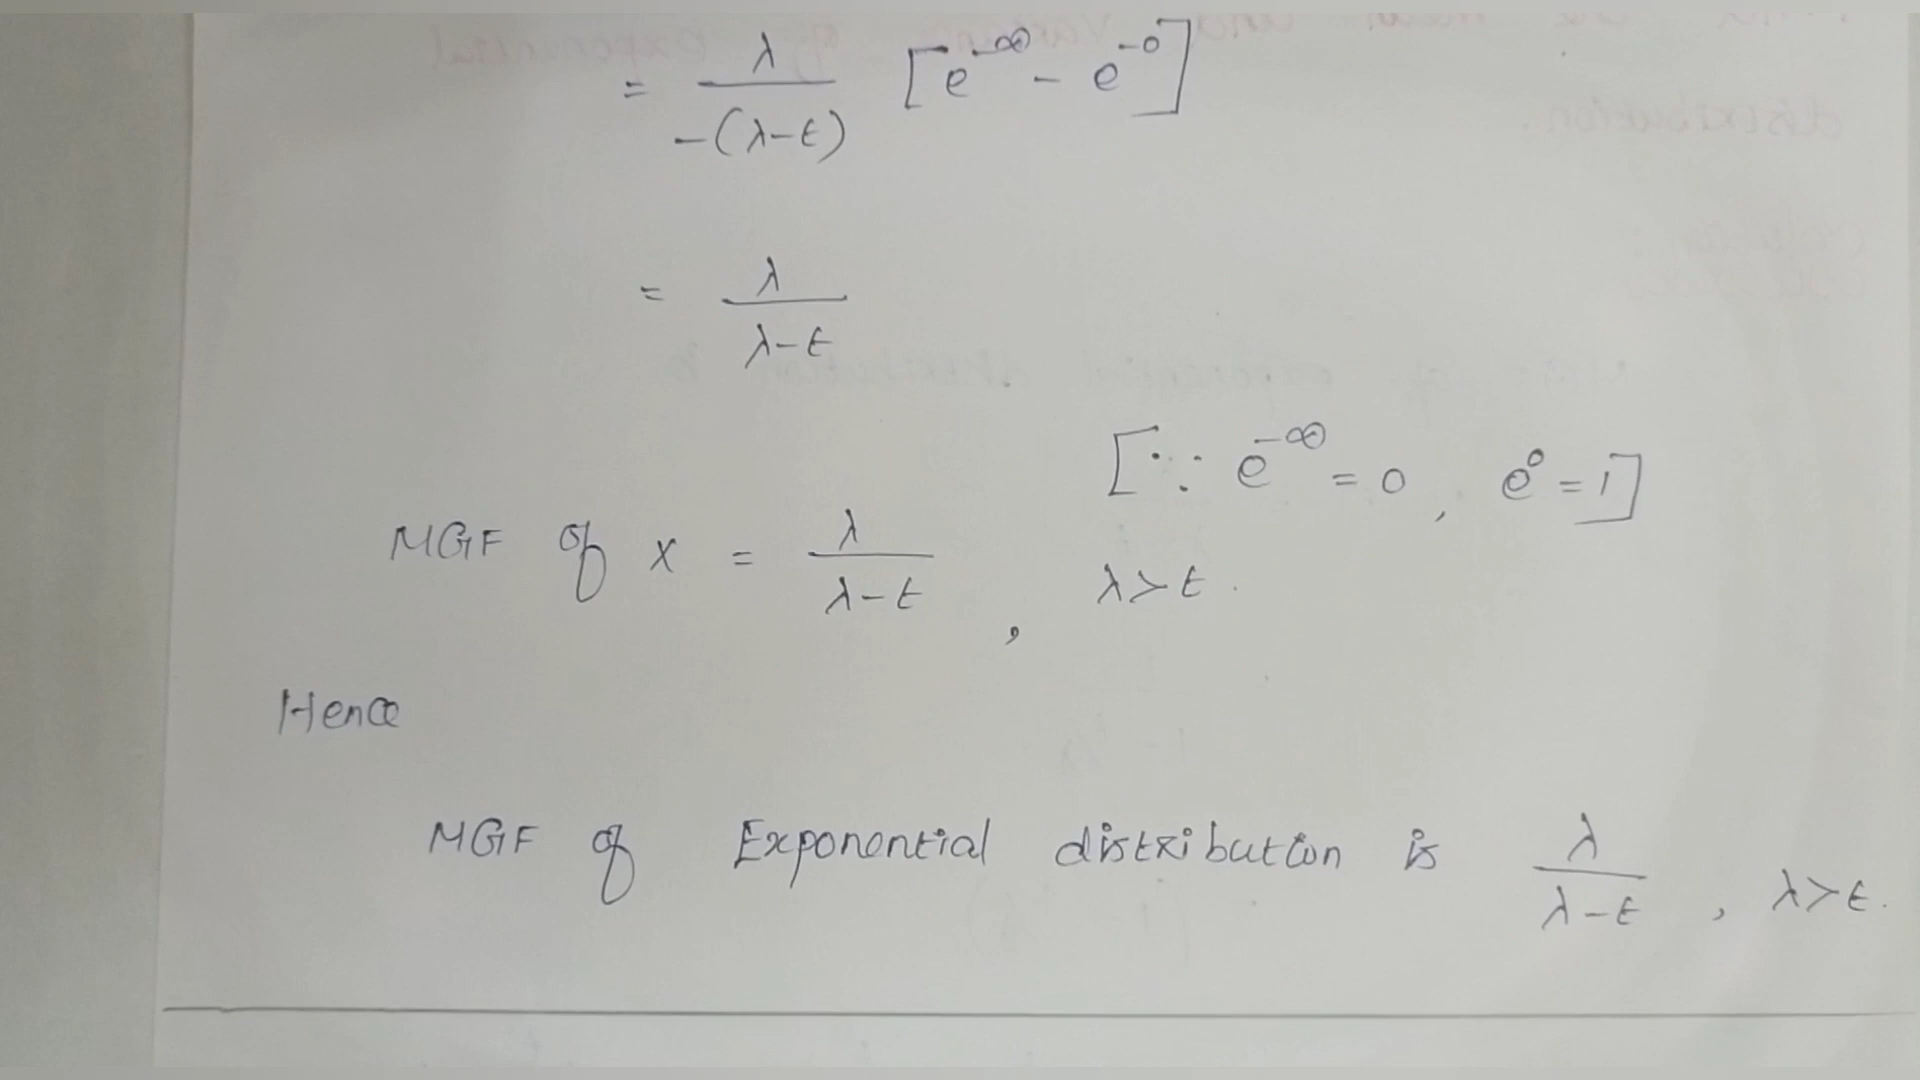 = λ / -(λ-t) [e^-∞ - e^-0]
= λ / λ-t
[∵ e^-∞ = 0, e^0 = 1]
MGF of X = λ / λ-t , λ>t.
Hence
MGF of Exponential distribution is λ / λ-t , λ>t.